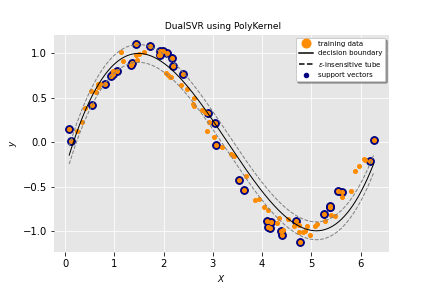 DualSVR using PolyKernel
training data
decision boundary
ε-insensitive tube
support vectors
1.0
0.5
0.0
−0.5
−1.0
y
0 1 2 3 4 5 6
X